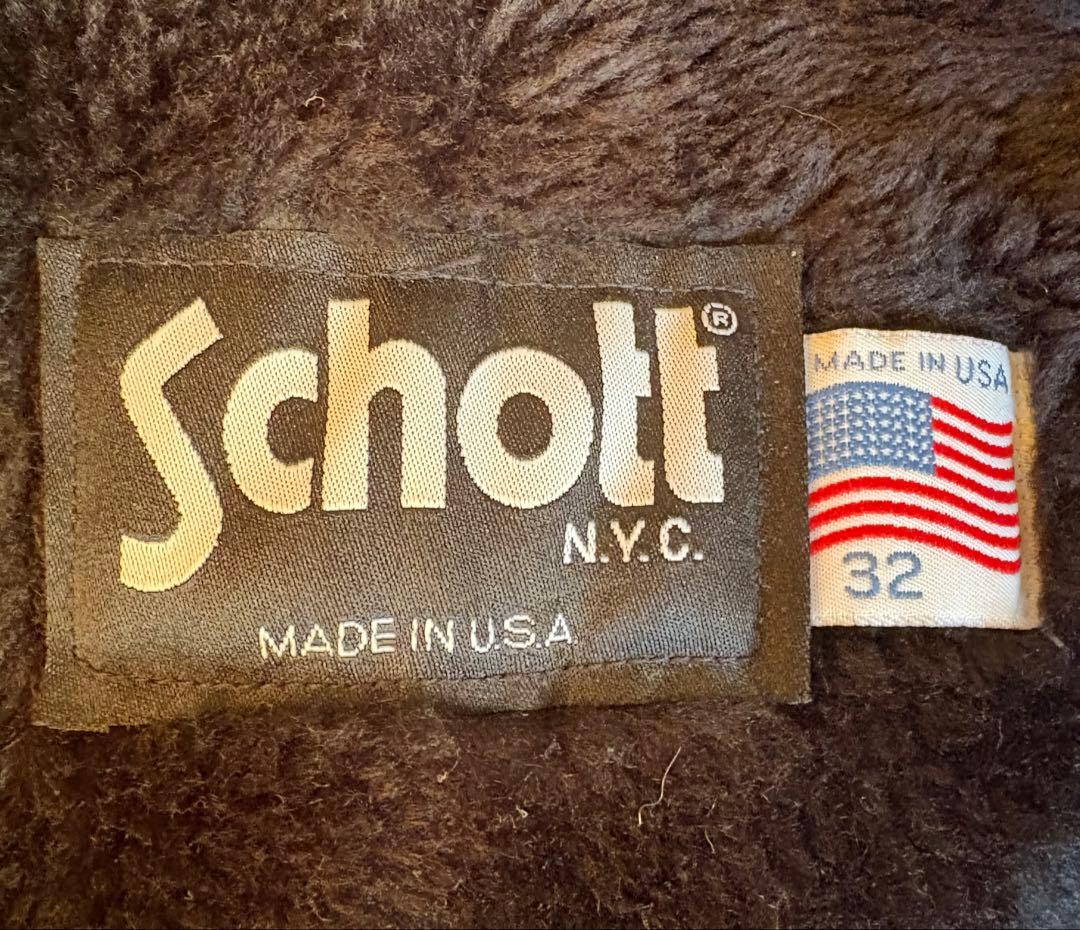 Schott®
N.Y.C.
MADE IN U.S.A
MADE IN USA
32